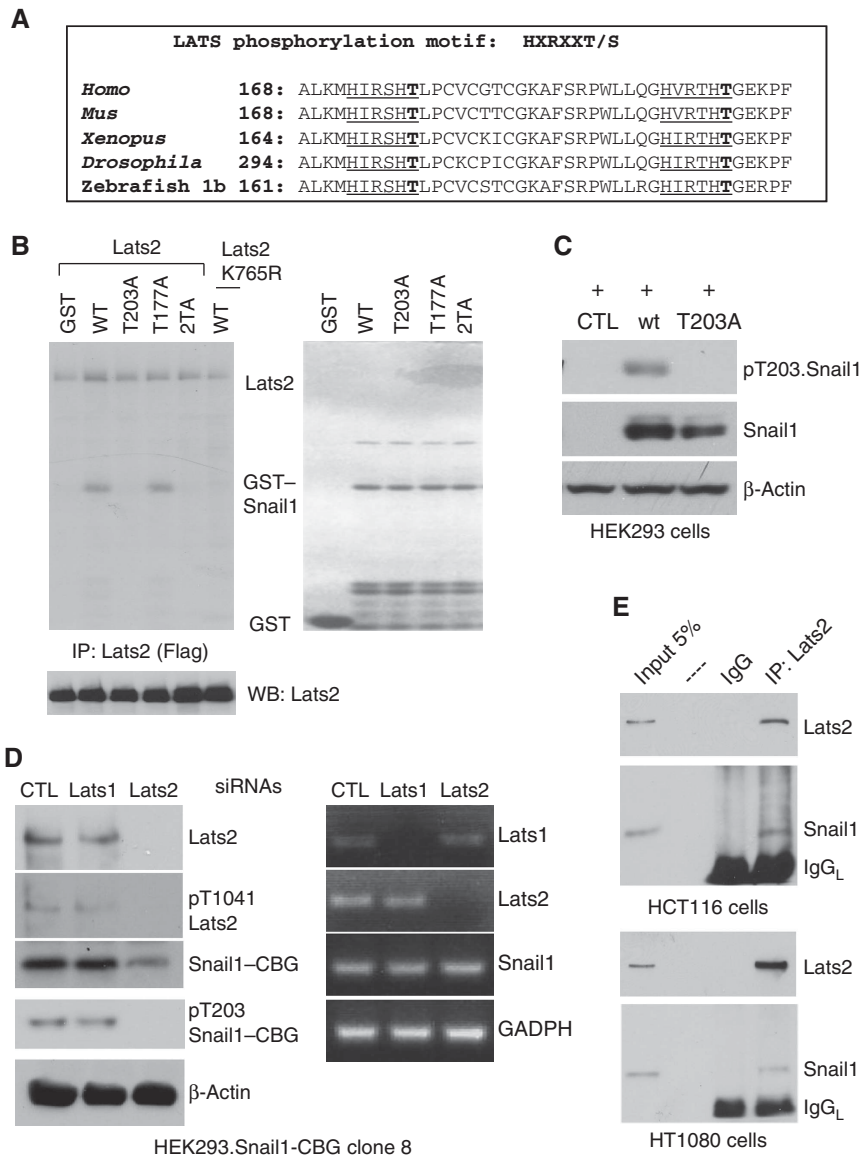 A
LATS phosphorylation motif: HXRXXT/S
Homo 168: ALKMHIRSHTLPCVCGTCGKAFSRPWLLQGHVRTHTGEKPF
Mus 168: ALKMHIRSHTLPCVCTTCGKAFSRPWLLQGHVRTHTGEKPF
Xenopus 164: ALKMHIRSHTLPCVCKICGKAFSRPWLLQGHIRTHTGEKPF
Drosophila 294: ALKMHIRSHTLPCKCPICGKAFSRPWLLQGHIRTHTGEKPF
Zebrafish 1b 161: ALKMHIRSHTLPCVCSTCGKAFSRPWLLRGHIRTHTGERPF
B
Lats2
Lats2
K765R
GST WT T203A T177A 2TA WT
GST WT T203A T177A 2TA
Lats2
GST–
Snail1
GST
IP: Lats2 (Flag)
WB: Lats2
C
+ + +
CTL wt T203A
pT203.Snail1
Snail1
β-Actin
HEK293 cells
D
CTL Lats1 Lats2 siRNAs CTL Lats1 Lats2
Lats2
pT1041
Lats2
Snail1–CBG
pT203
Snail1–CBG
β-Actin
Lats1
Lats2
Snail1
GADPH
HEK293.Snail1-CBG clone 8
E
Input 5% ---- IgG IP: Lats2
Lats2
Snail1
IgGL
HCT116 cells
Lats2
Snail1
IgGL
HT1080 cells